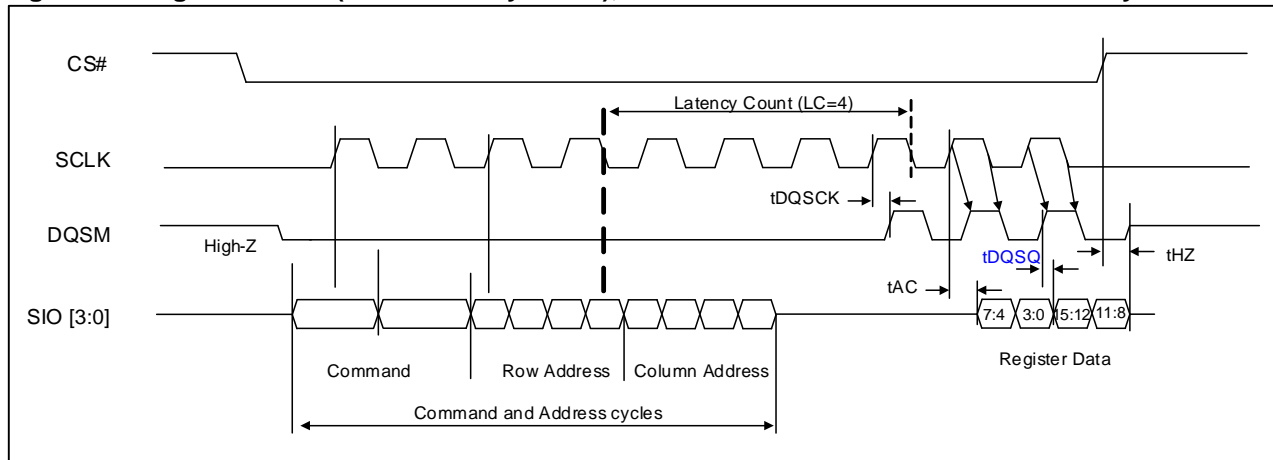 CS#
Latency Count (LC=4)
SCLK
tDQSCK
DQSM
High-Z
tDQSQ
tHZ
tAC
SIO [3:0]
7:4 3:0 15:12 11:8
Command Row Address Column Address Register Data
Command and Address cycles